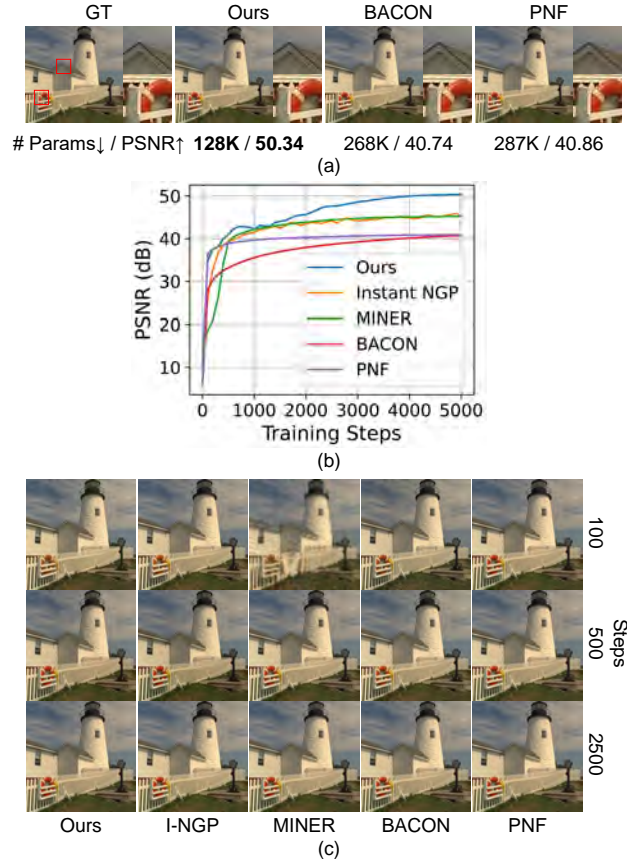 GT Ours BACON PNF
# Params↓ / PSNR↑ 128K / 50.34 268K / 40.74 287K / 40.86
(a)
50
40
30
20
10
PSNR (dB)
Ours
Instant NGP
MINER
BACON
PNF
0 1000 2000 3000 4000 5000
Training Steps
(b)
100
500
2500
Steps
Ours I-NGP MINER BACON PNF
(c)